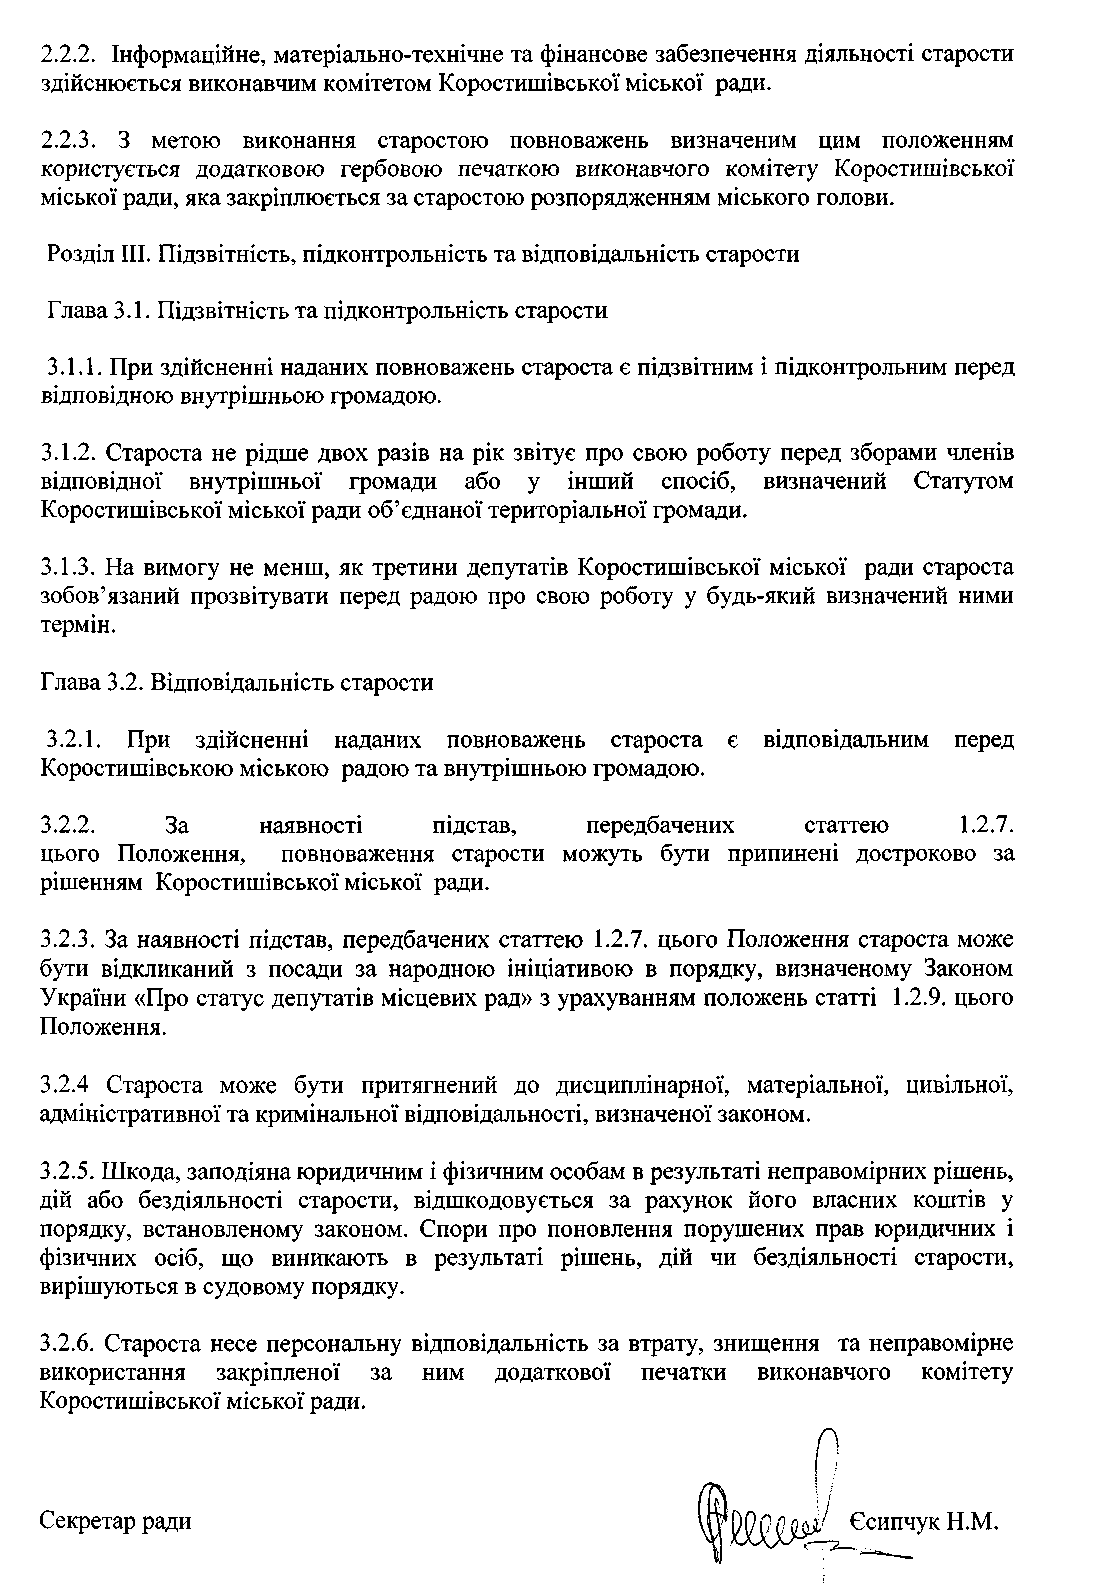 2.2.2. Інформаційне, матеріально-технічне та фінансове забезпечення діяльності старости
здійснюється виконавчим комітетом Коростишівської міської ради.
2.2.3. З метою виконання старостою повноважень визначеним цим положенням
користується додатковою гербовою печаткою виконавчого комітету Коростишівської
міської ради, яка закріплюється за старостою розпорядженням міського голови.
Розділ III. Підзвітність, підконтрольність та відповідальність старости
Глава 3.1. Підзвітність та підконтрольність старости
3.1.1. При здійсненні наданих повноважень староста є підзвітним і підконтрольним перед
відповідною внутрішньою громадою.
3.1.2. Староста не рідше двох разів на рік звітує про свою роботу перед зборами членів
відповідної внутрішньої громади або у інший спосіб, визначений Статутом
Коростишівської міської ради об’єднаної територіальної громади.
3.1.3. На вимогу не менш, як третини депутатів Коростишівської міської ради староста
зобов’язаний прозвітувати перед радою про свою роботу у будь-який визначений ними
термін.
Глава 3.2. Відповідальність старости
3.2.1. При здійсненні наданих повноважень староста є відповідальним перед
Коростишівською міською радою та внутрішньою громадою.
3.2.2. За наявності підстав, передбачених статтею 1.2.7.
цього Положення, повноваження старости можуть бути припинені достроково за
рішенням Коростишівської міської ради.
3.2.3. За наявності підстав, передбачених статтею 1.2.7. цього Положення староста може
бути відкликаний з посади за народною ініціативою в порядку, визначеному Законом
України «Про статус депутатів місцевих рад» з урахуванням положень статті 1.2.9. цього
Положення.
3.2.4 Староста може бути притягнений до дисциплінарної, матеріальної, цивільної,
адміністративної та кримінальної відповідальності, визначеної законом.
3.2.5. Шкода, заподіяна юридичним і фізичним особам в результаті неправомірних рішень,
дій або бездіяльності старости, відшкодовується за рахунок його власних коштів у
порядку, встановленому законом. Спори про поновлення порушених прав юридичних і
фізичних осіб, що виникають в результаті рішень, дій чи бездіяльності старости,
вирішуються в судовому порядку.
3.2.6. Староста несе персональну відповідальність за втрату, знищення та неправомірне
використання закріпленої за ним додаткової печатки виконавчого комітету
Коростишівської міської ради.
Секретар ради Єсипчук Н.М.